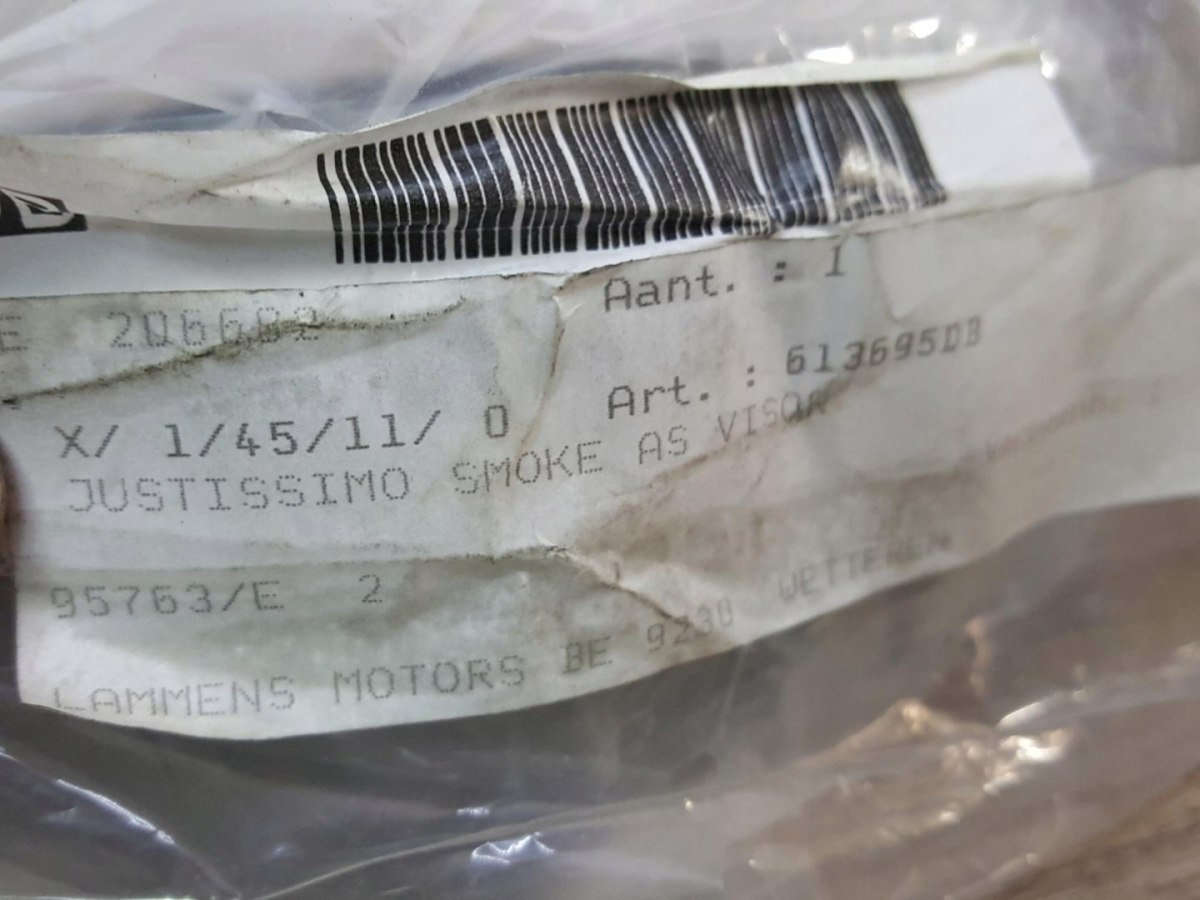 Aant. : 1
E 206682
Art. : 613695DB
X/ 1/45/11/ 0
JUSTISSIMO SMOKE AS VISOR
95763/E 2
LAMMENS MOTORS BE 9230 WETTEREN